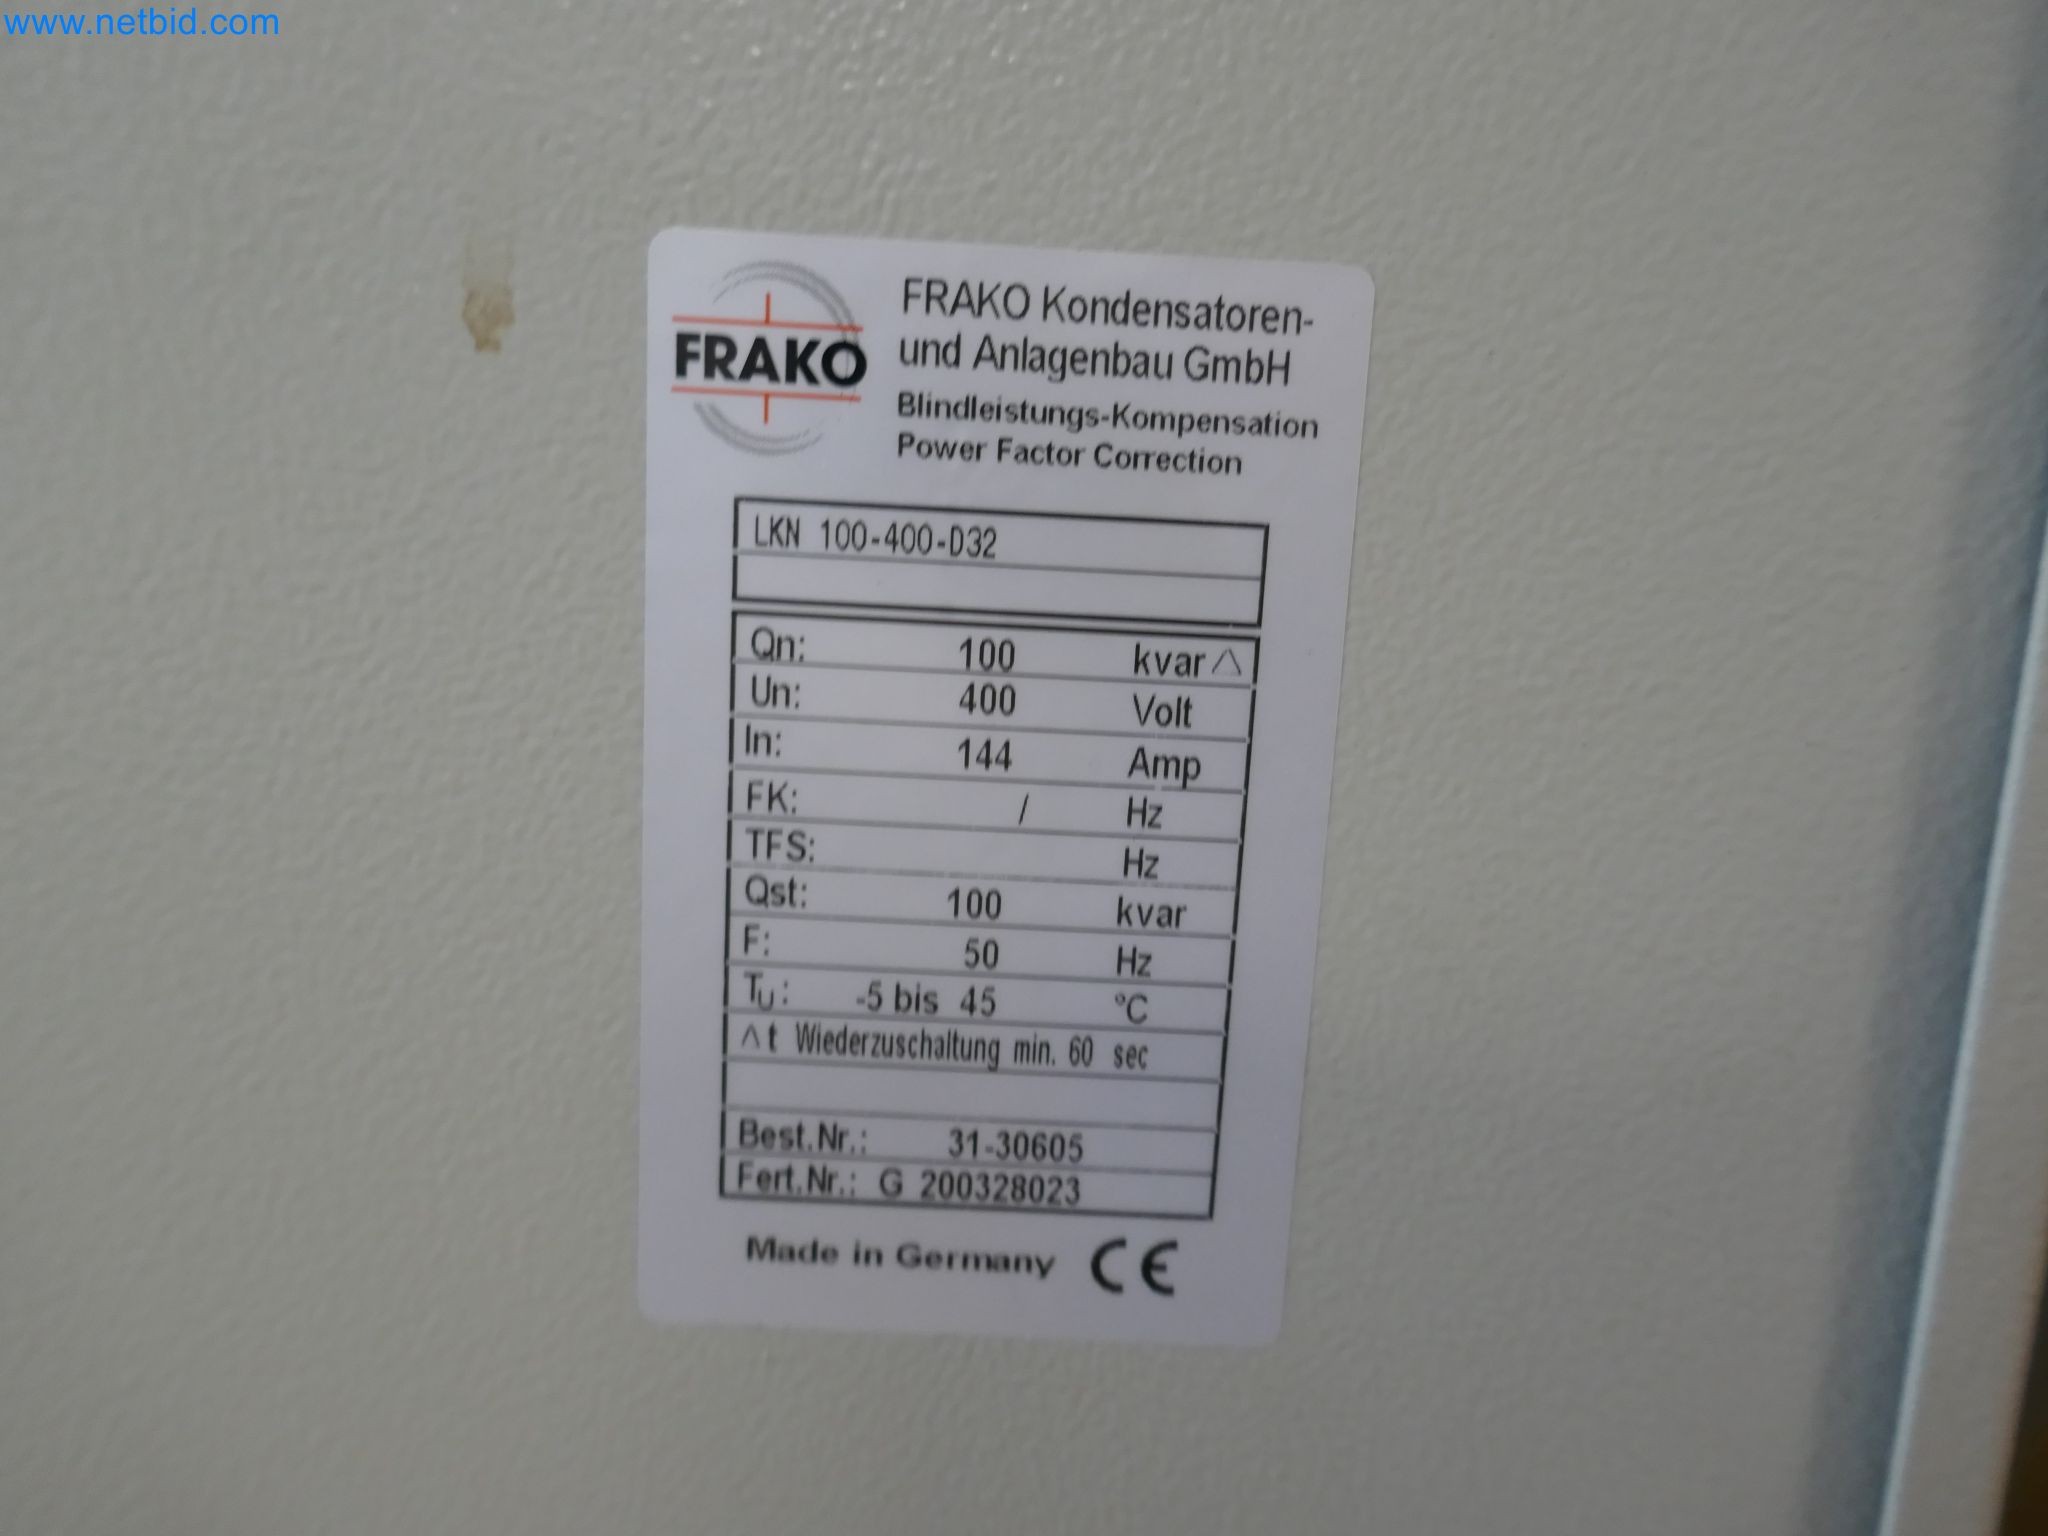 www.netbid.com
FRAKO
FRAKO Kondensatoren-
und Anlagenbau GmbH
Blindleistungs-Kompensation
Power Factor Correction
LKN 100-400-D32
Qn: 100 kvar △
Un: 400 Volt
In: 144 Amp
FK: / Hz
TFS: Hz
Qst: 100 kvar
F: 50 Hz
TU: -5 bis 45 °C
^ t Wiederzuschaltung min. 60 sec
Best.Nr.: 31-30605
Fert.Nr.: G 200328023
Made in Germany CE